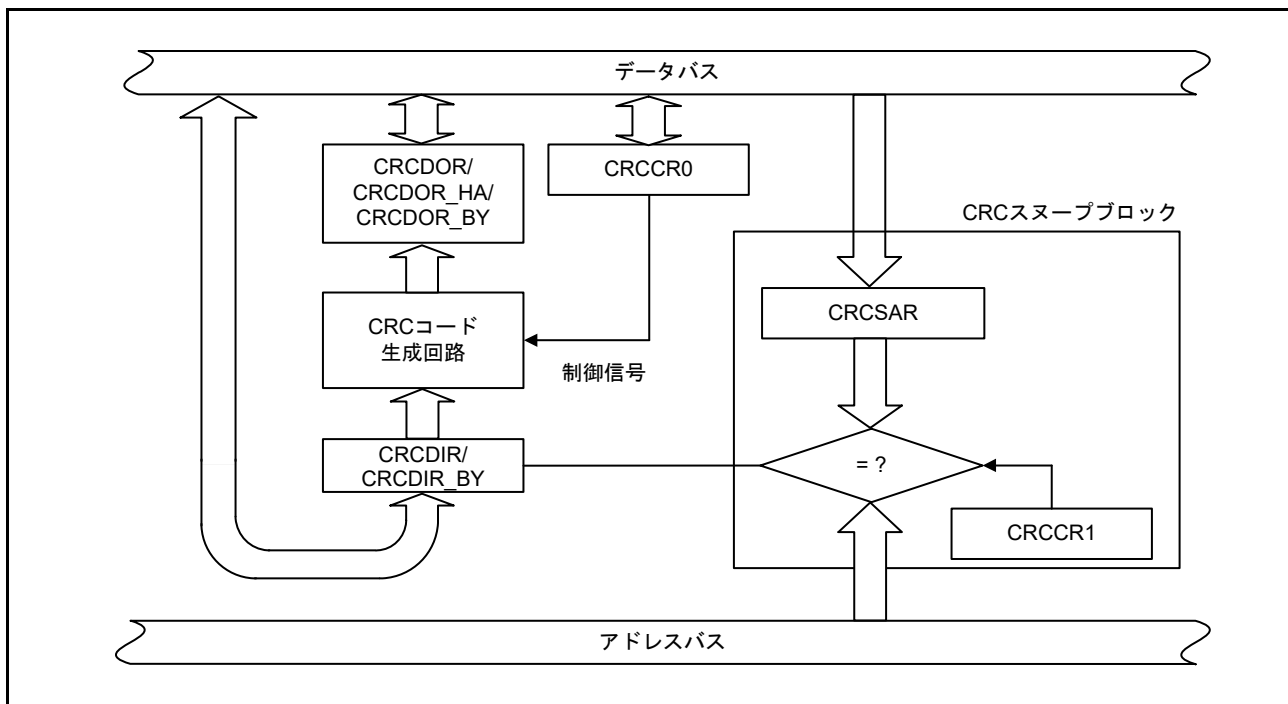 データバス
CRCDOR/
CRCDOR_HA/
CRCDOR_BY
CRCCR0
CRCスヌープブロック
CRCSAR
CRCコード
生成回路
制御信号
CRCDIR/
CRCDIR_BY
= ?
CRCCR1
アドレスバス